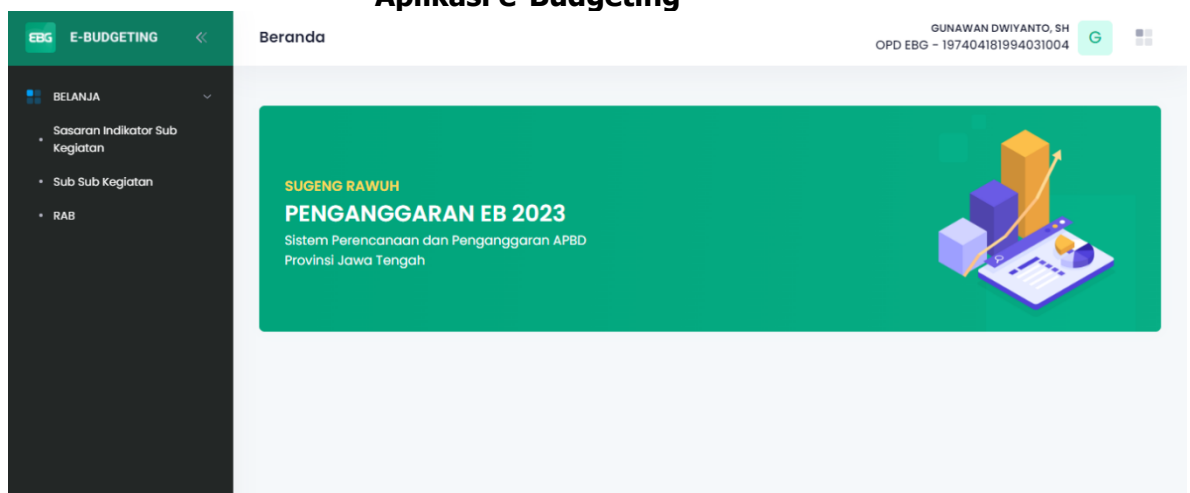 Aplikasi e-Budgeting
EBG E-BUDGETING
Beranda
GUNAWAN DWIYANTO, SH
OPD EBG - 197404181994031004
G
BELANJA
Sasaran Indikator Sub
Kegiatan
Sub Sub Kegiatan
RAB
SUGENG RAWUH
PENGANGGARAN EB 2023
Sistem Perencanaan dan Penganggaran APBD
Provinsi Jawa Tengah